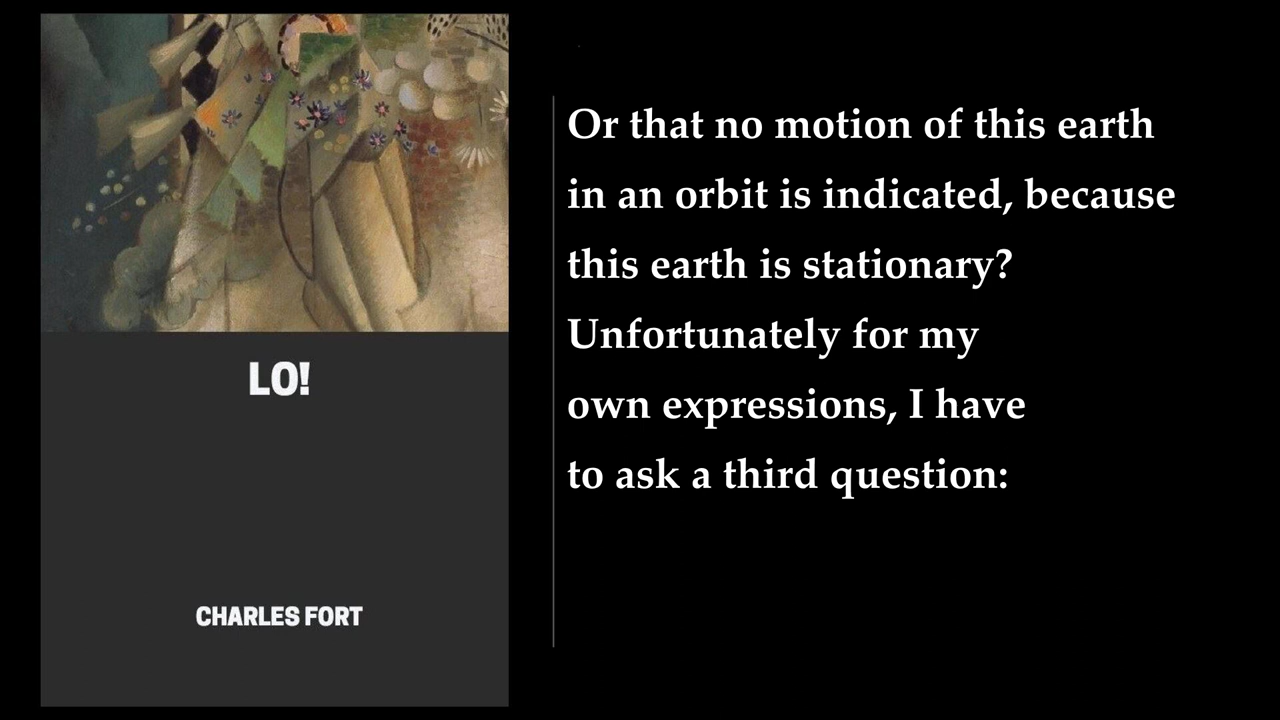 LO!
CHARLES FORT
Or that no motion of this earth
in an orbit is indicated, because
this earth is stationary?
Unfortunately for my
own expressions, I have
to ask a third question: